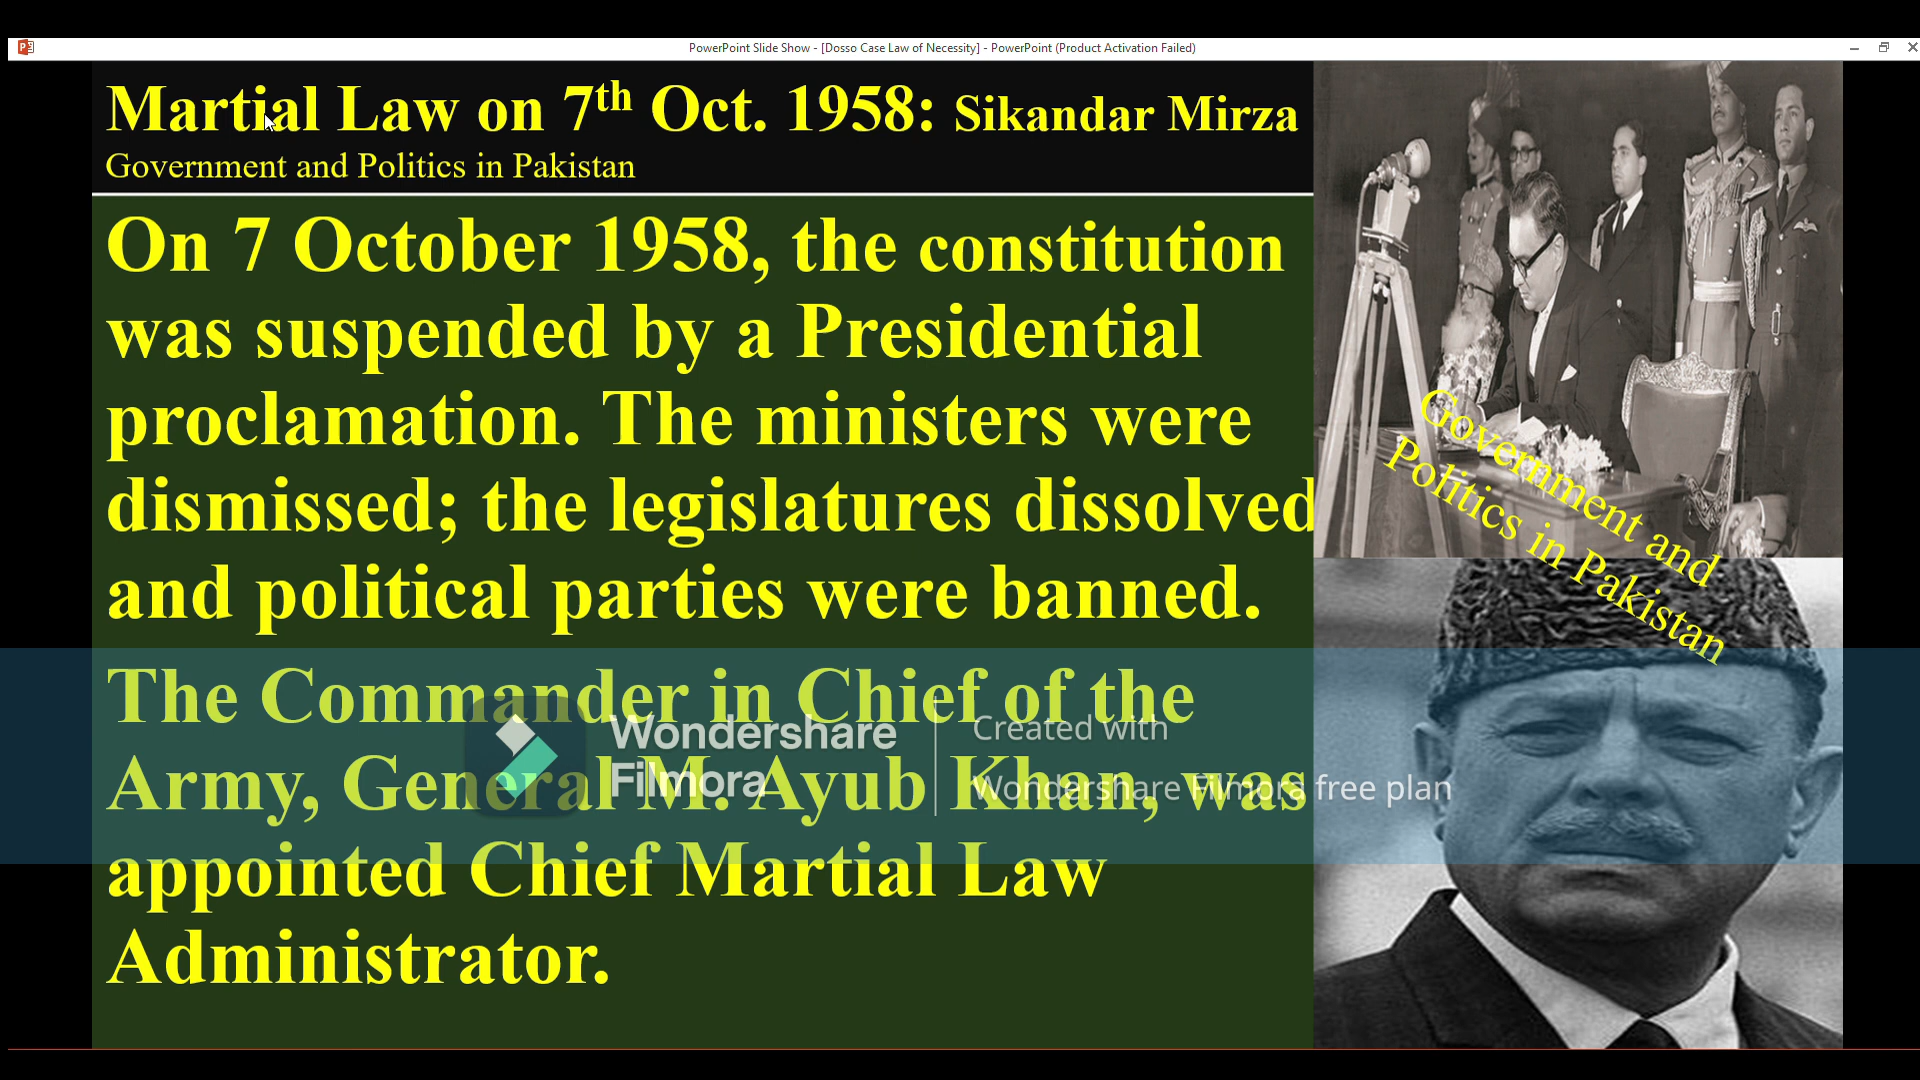 PowerPoint Slide Show - [Dosso Case Law of Necessity] - PowerPoint (Product Activation Failed)
Martial Law on 7th Oct. 1958: Sikandar Mirza
Government and Politics in Pakistan
On 7 October 1958, the constitution
was suspended by a Presidential
proclamation. The ministers were
dismissed; the legislatures dissolved
and political parties were banned.
The Commander in Chief of the
Army, General M. Ayub Khan, was
appointed Chief Martial Law
Administrator.
Government and
Politics in Pakistan
Wondershare
Filmora
Created with
Wondershare Filmora free plan